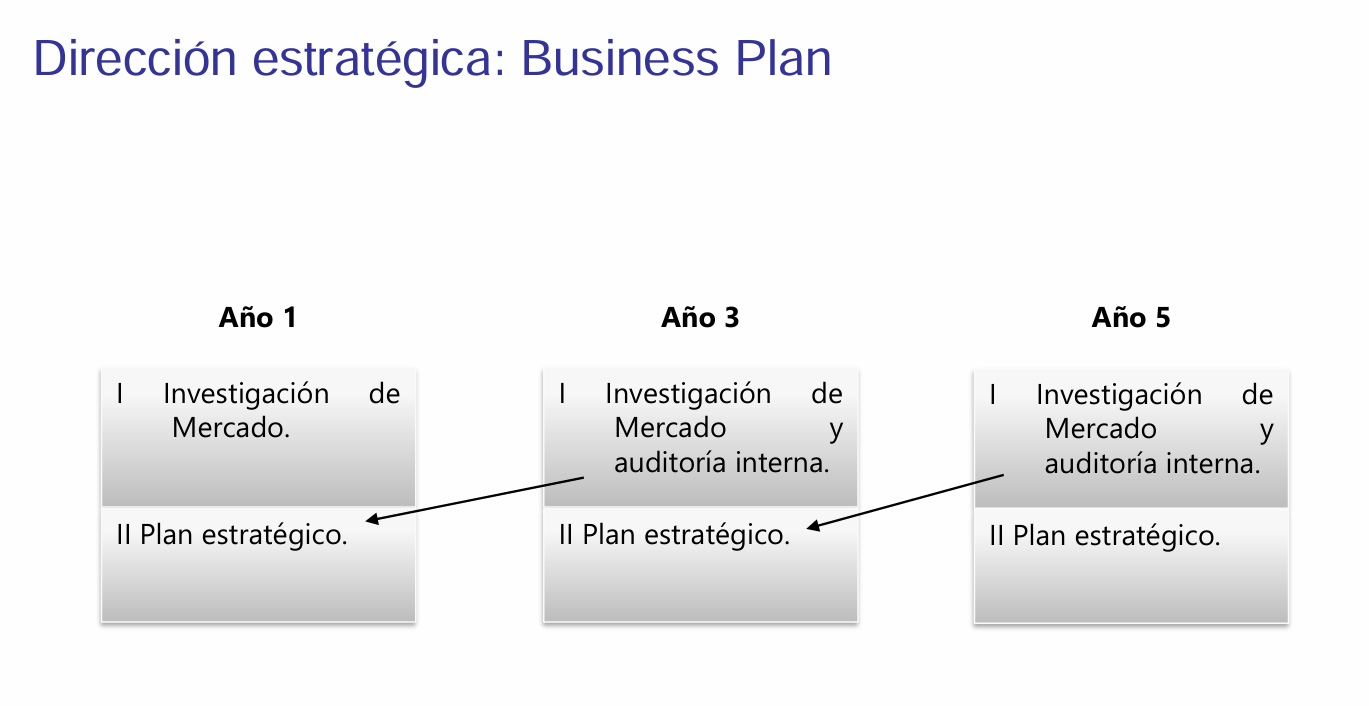 Dirección estratégica: Business Plan
Año 1
Año 3
Año 5
I Investigación de
Mercado.
II Plan estratégico.
I Investigación de
Mercado y
auditoría interna.
II Plan estratégico.
I Investigación de
Mercado y
auditoría interna.
II Plan estratégico.